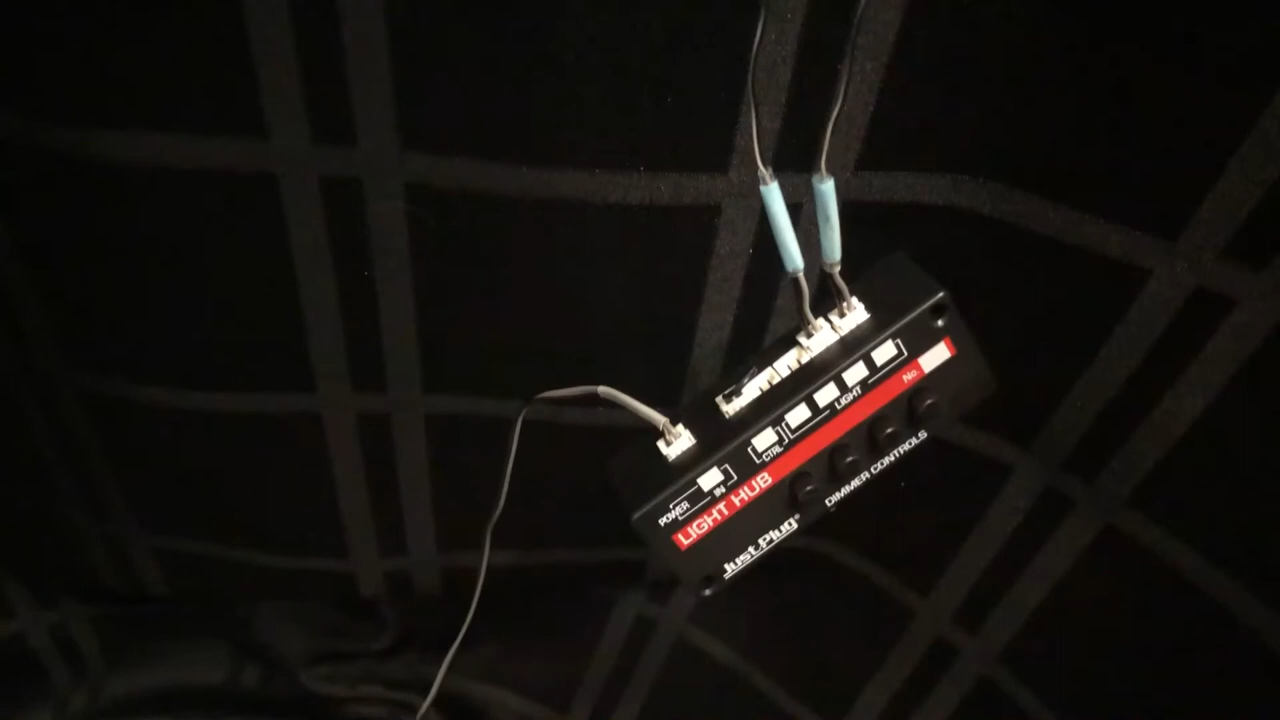 POWER
IN
CTRL
LIGHT
LIGHT HUB
No.
Just Plug®
DIMMER CONTROLS